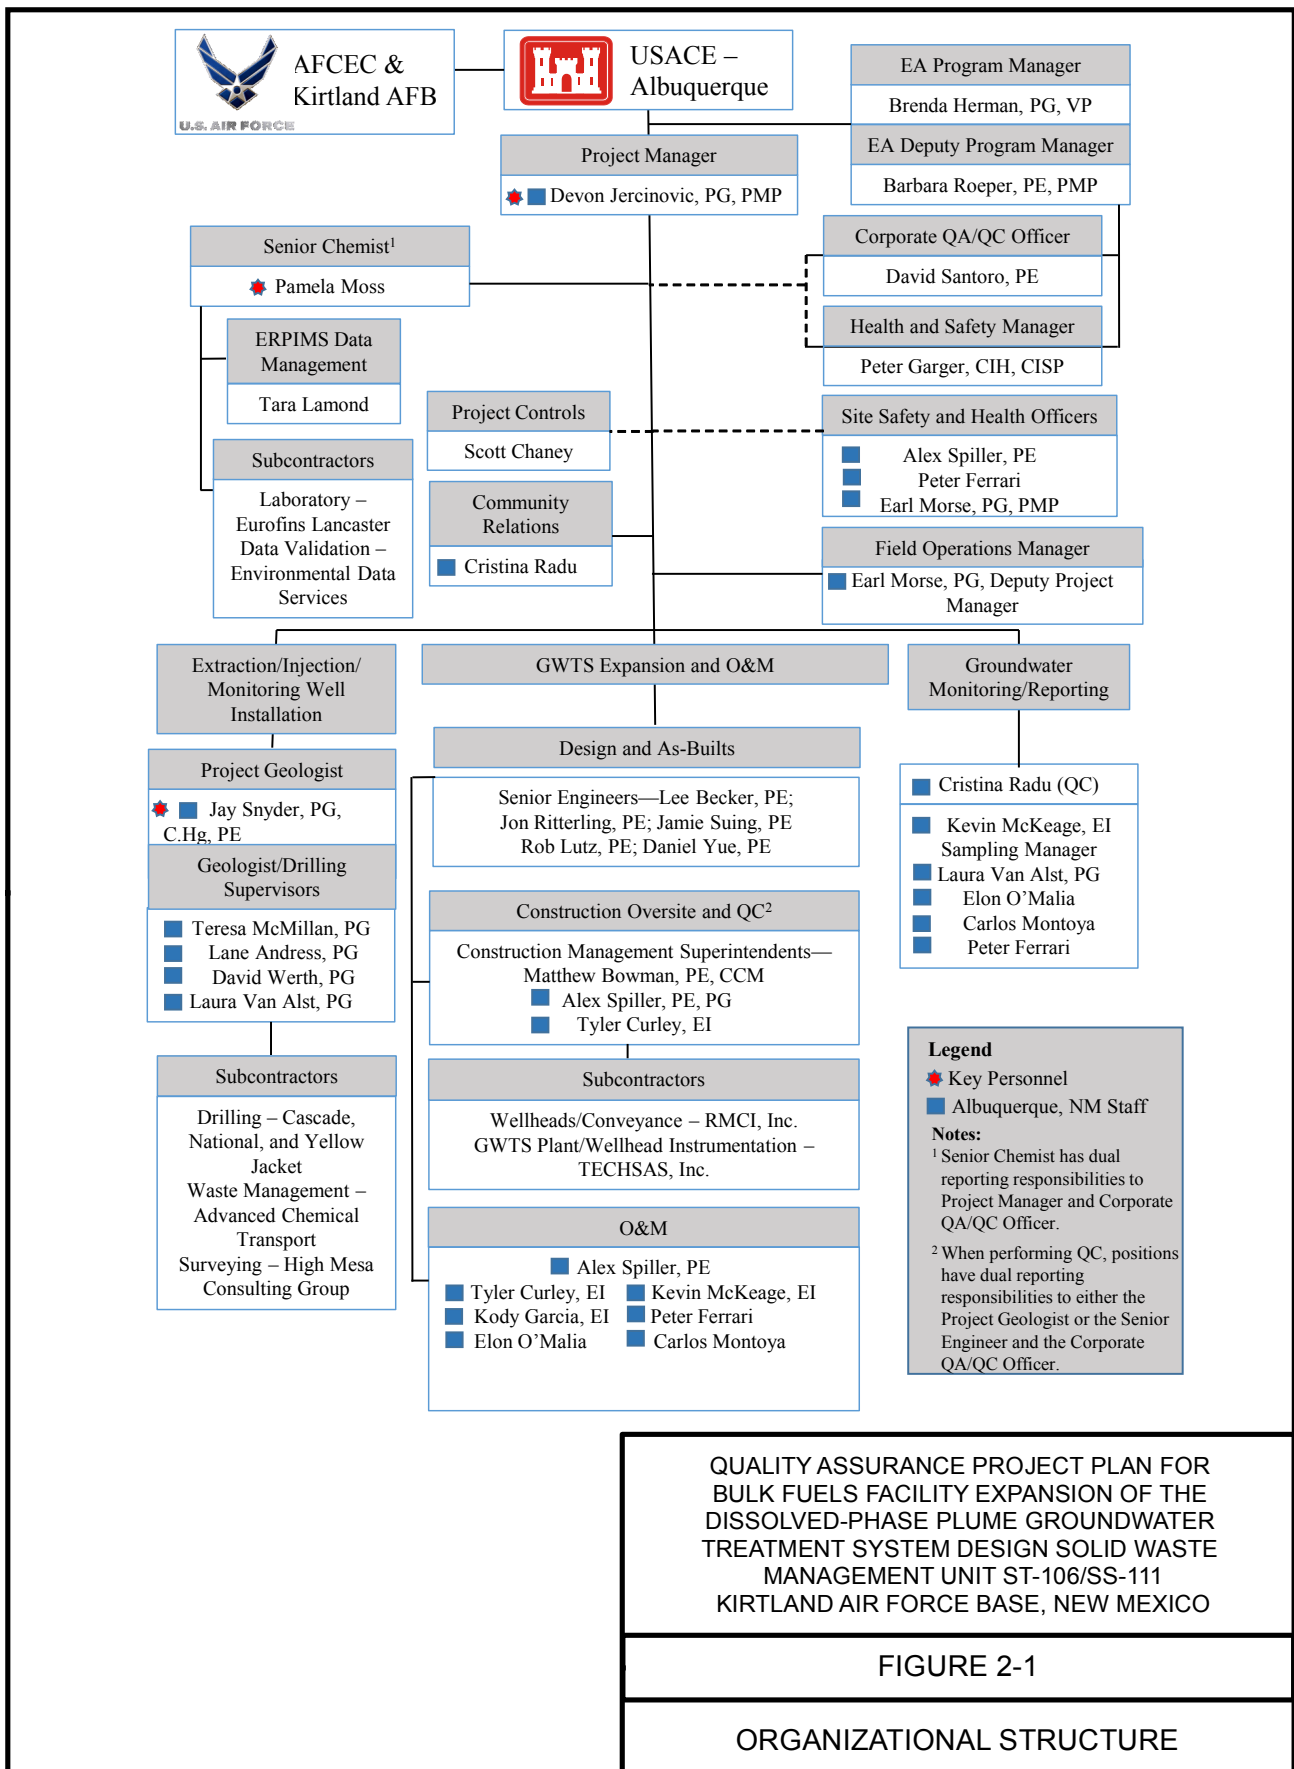 AFCEC &
Kirtland AFB
U.S. AIR FORCE
USACE –
Albuquerque
EA Program Manager
Brenda Herman, PG, VP
EA Deputy Program Manager
Barbara Roeper, PE, PMP
Project Manager
Devon Jercinovic, PG, PMP
Senior Chemist¹
Pamela Moss
Corporate QA/QC Officer
David Santoro, PE
Health and Safety Manager
Peter Garger, CIH, CISP
ERPIMS Data
Management
Tara Lamond
Subcontractors
Laboratory –
Eurofins Lancaster
Data Validation –
Environmental Data
Services
Project Controls
Scott Chaney
Community
Relations
Cristina Radu
Site Safety and Health Officers
Alex Spiller, PE
Peter Ferrari
Earl Morse, PG, PMP
Field Operations Manager
Earl Morse, PG, Deputy Project
Manager
Extraction/Injection/
Monitoring Well
Installation
Project Geologist
Jay Snyder, PG,
C.Hg, PE
Geologist/Drilling
Supervisors
Teresa McMillan, PG
Lane Andress, PG
David Werth, PG
Laura Van Alst, PG
Subcontractors
Drilling – Cascade,
National, and Yellow
Jacket
Waste Management –
Advanced Chemical
Transport
Surveying – High Mesa
Consulting Group
GWTS Expansion and O&M
Design and As-Builts
Senior Engineers—Lee Becker, PE;
Jon Ritterling, PE; Jamie Suing, PE
Rob Lutz, PE; Daniel Yue, PE
Construction Oversite and QC²
Construction Management Superintendents—
Matthew Bowman, PE, CCM
Alex Spiller, PE, PG
Tyler Curley, EI
Subcontractors
Wellheads/Conveyance – RMCI, Inc.
GWTS Plant/Wellhead Instrumentation –
TECHSAS, Inc.
O&M
Alex Spiller, PE
Tyler Curley, EI
Kevin McKeage, EI
Kody Garcia, EI
Peter Ferrari
Elon O’Malia
Carlos Montoya
Groundwater
Monitoring/Reporting
Cristina Radu (QC)
Kevin McKeage, EI
Sampling Manager
Laura Van Alst, PG
Elon O’Malia
Carlos Montoya
Peter Ferrari
Legend
Key Personnel
Albuquerque, NM Staff
Notes:
¹ Senior Chemist has dual
reporting responsibilities to
Project Manager and Corporate
QA/QC Officer.
² When performing QC, positions
have dual reporting
responsibilities to either the
Project Geologist or the Senior
Engineer and the Corporate
QA/QC Officer.
QUALITY ASSURANCE PROJECT PLAN FOR
BULK FUELS FACILITY EXPANSION OF THE
DISSOLVED-PHASE PLUME GROUNDWATER
TREATMENT SYSTEM DESIGN SOLID WASTE
MANAGEMENT UNIT ST-106/SS-111
KIRTLAND AIR FORCE BASE, NEW MEXICO
FIGURE 2-1
ORGANIZATIONAL STRUCTURE